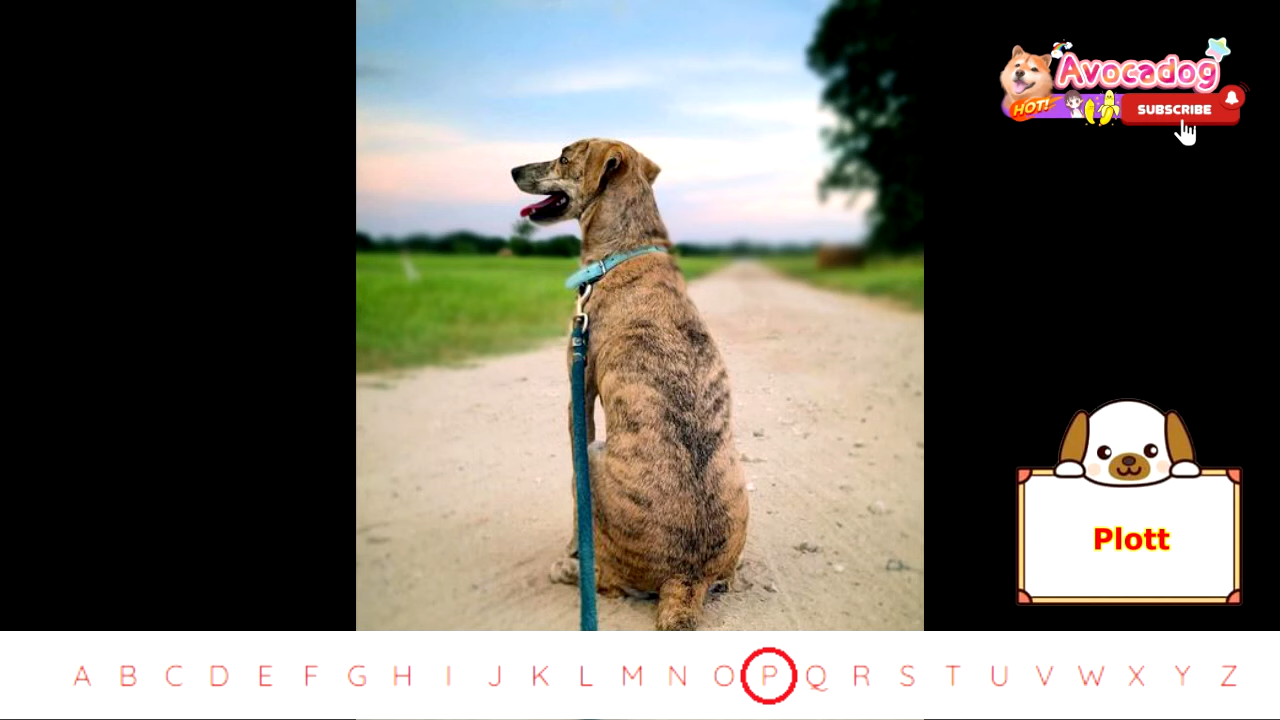 Avocadog
HOT!
SUBSCRIBE
Plott
A B C D E F G H I J K L M N O P Q R S T U V W X Y Z